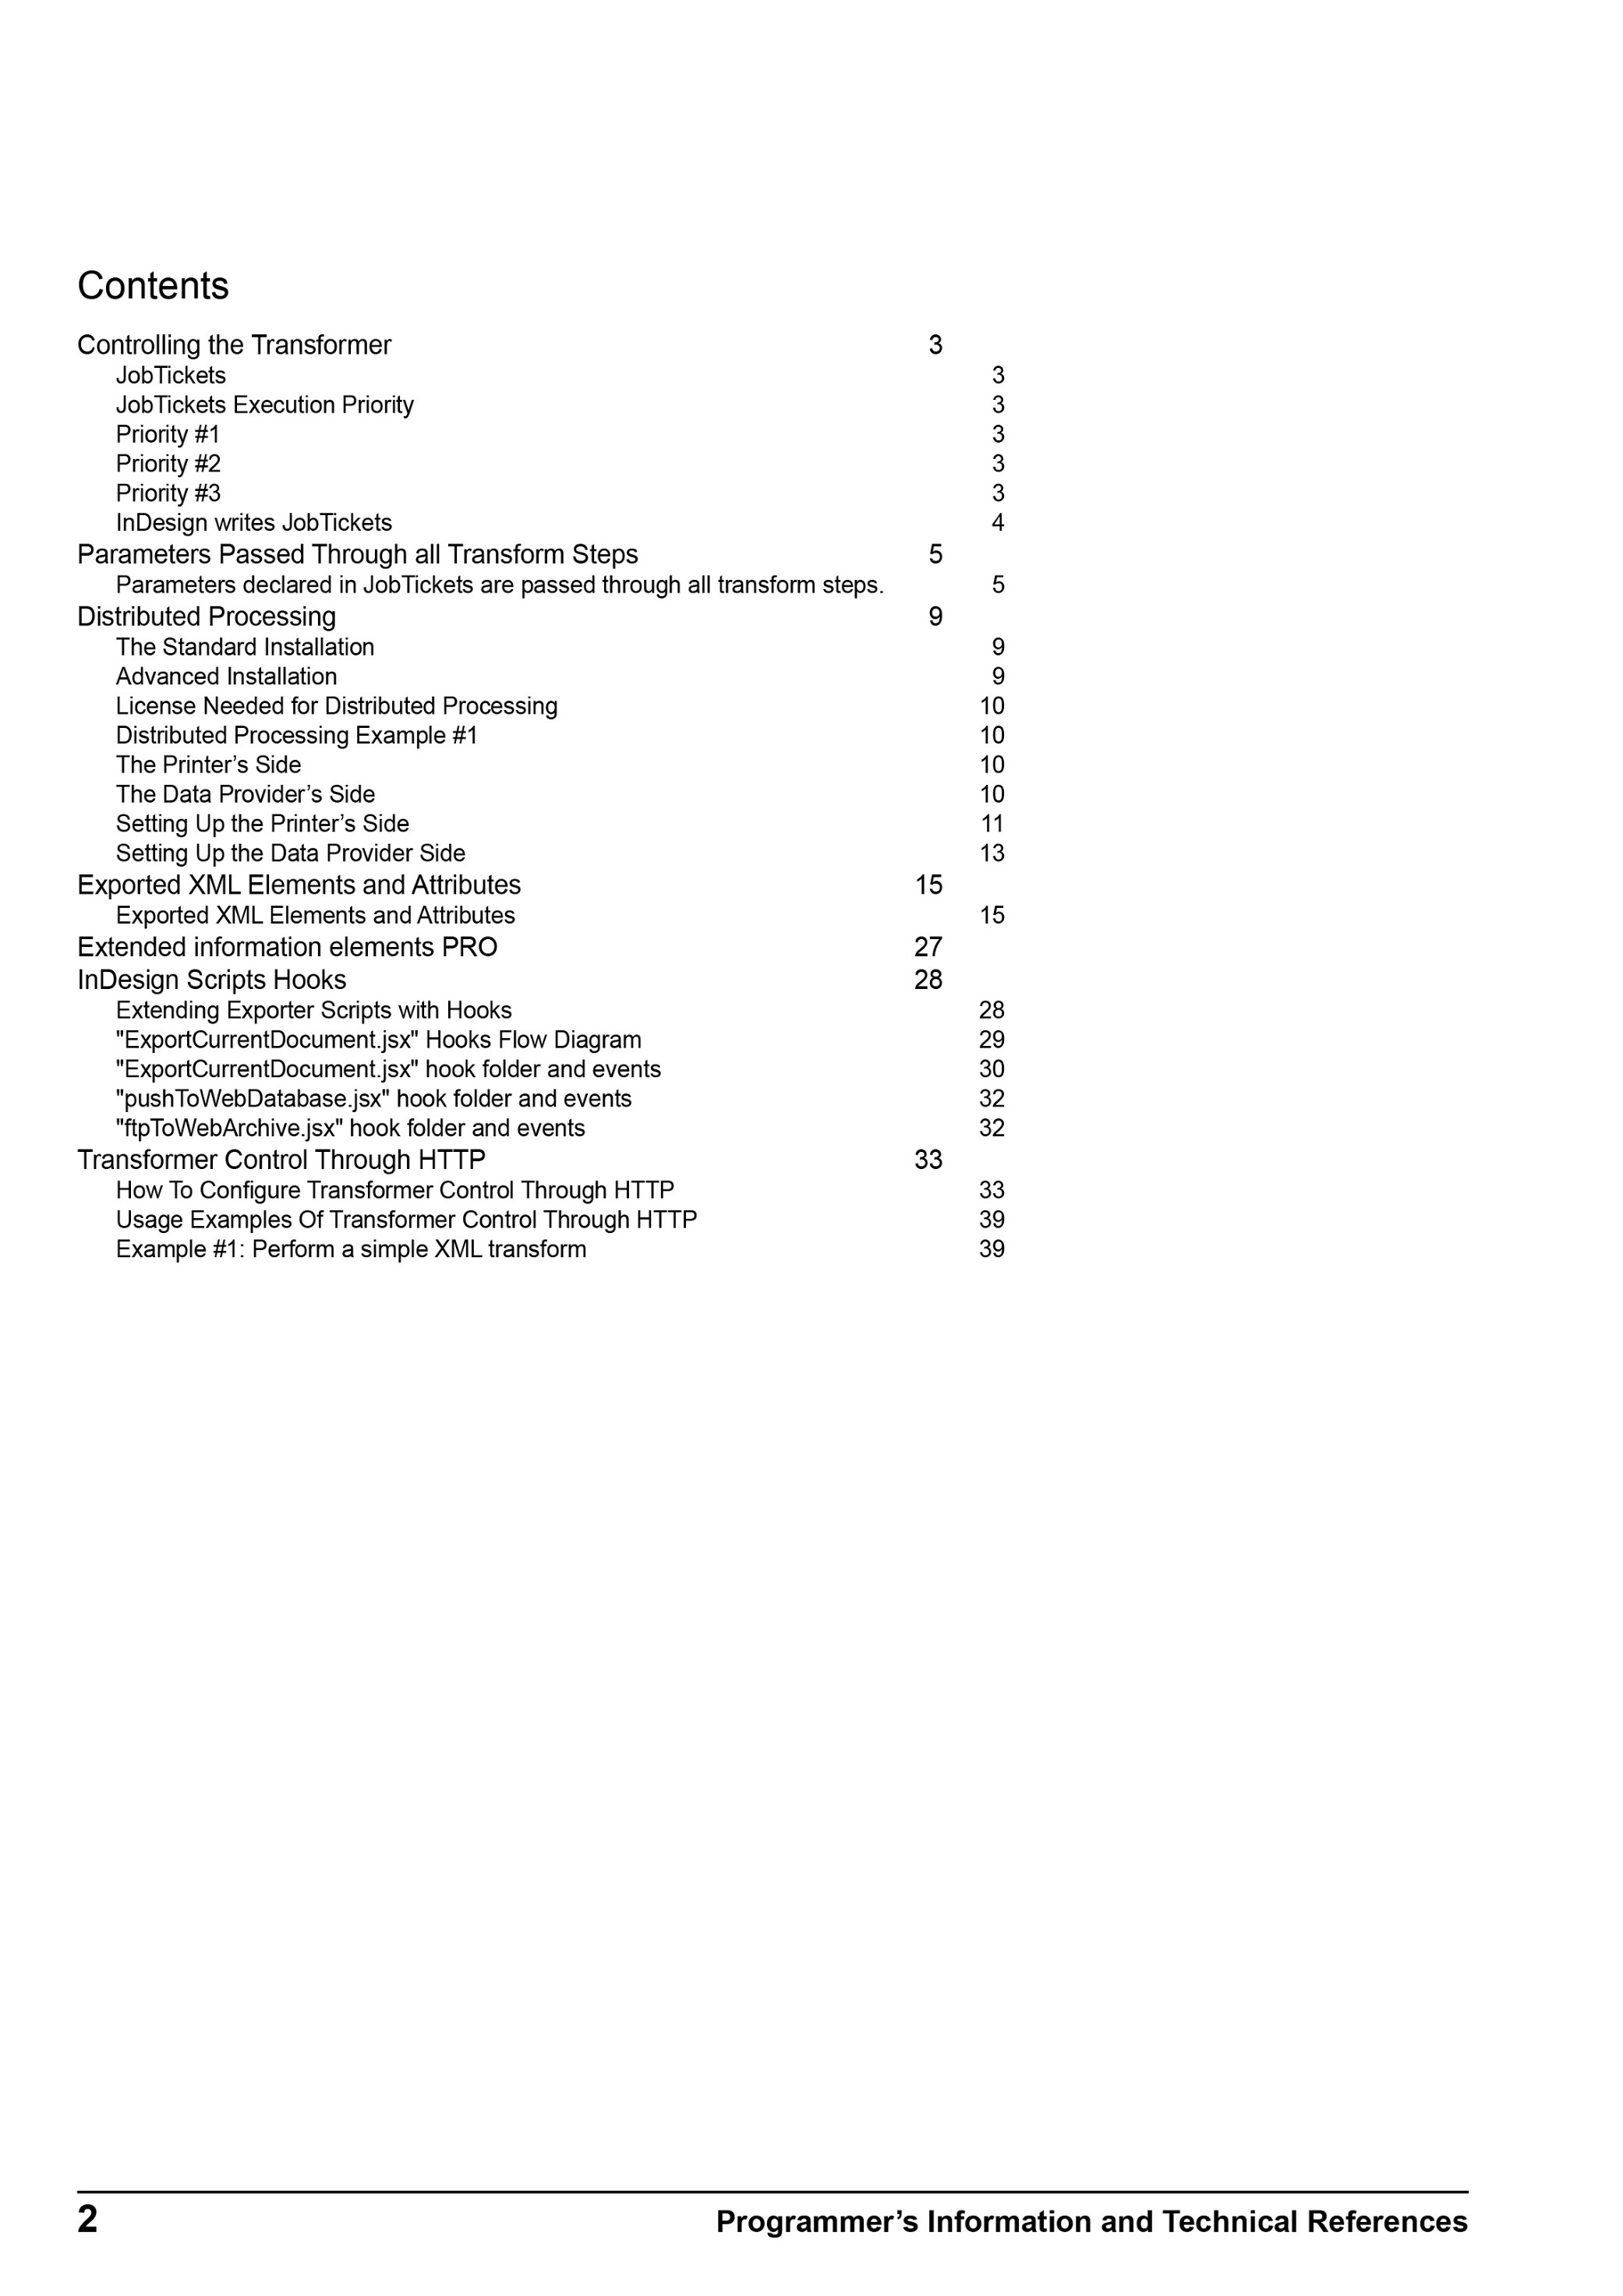 Contents
Controlling the Transformer 3
JobTickets 3
JobTickets Execution Priority 3
Priority #1 3
Priority #2 3
Priority #3 3
InDesign writes JobTickets 4
Parameters Passed Through all Transform Steps 5
Parameters declared in JobTickets are passed through all transform steps. 5
Distributed Processing 9
The Standard Installation 9
Advanced Installation 9
License Needed for Distributed Processing 10
Distributed Processing Example #1 10
The Printer’s Side 10
The Data Provider’s Side 10
Setting Up the Printer’s Side 11
Setting Up the Data Provider Side 13
Exported XML Elements and Attributes 15
Exported XML Elements and Attributes 15
Extended information elements PRO 27
InDesign Scripts Hooks 28
Extending Exporter Scripts with Hooks 28
"ExportCurrentDocument.jsx" Hooks Flow Diagram 29
"ExportCurrentDocument.jsx" hook folder and events 30
"pushToWebDatabase.jsx" hook folder and events 32
"ftpToWebArchive.jsx" hook folder and events 32
Transformer Control Through HTTP 33
How To Configure Transformer Control Through HTTP 33
Usage Examples Of Transformer Control Through HTTP 39
Example #1: Perform a simple XML transform 39
2 Programmer’s Information and Technical References